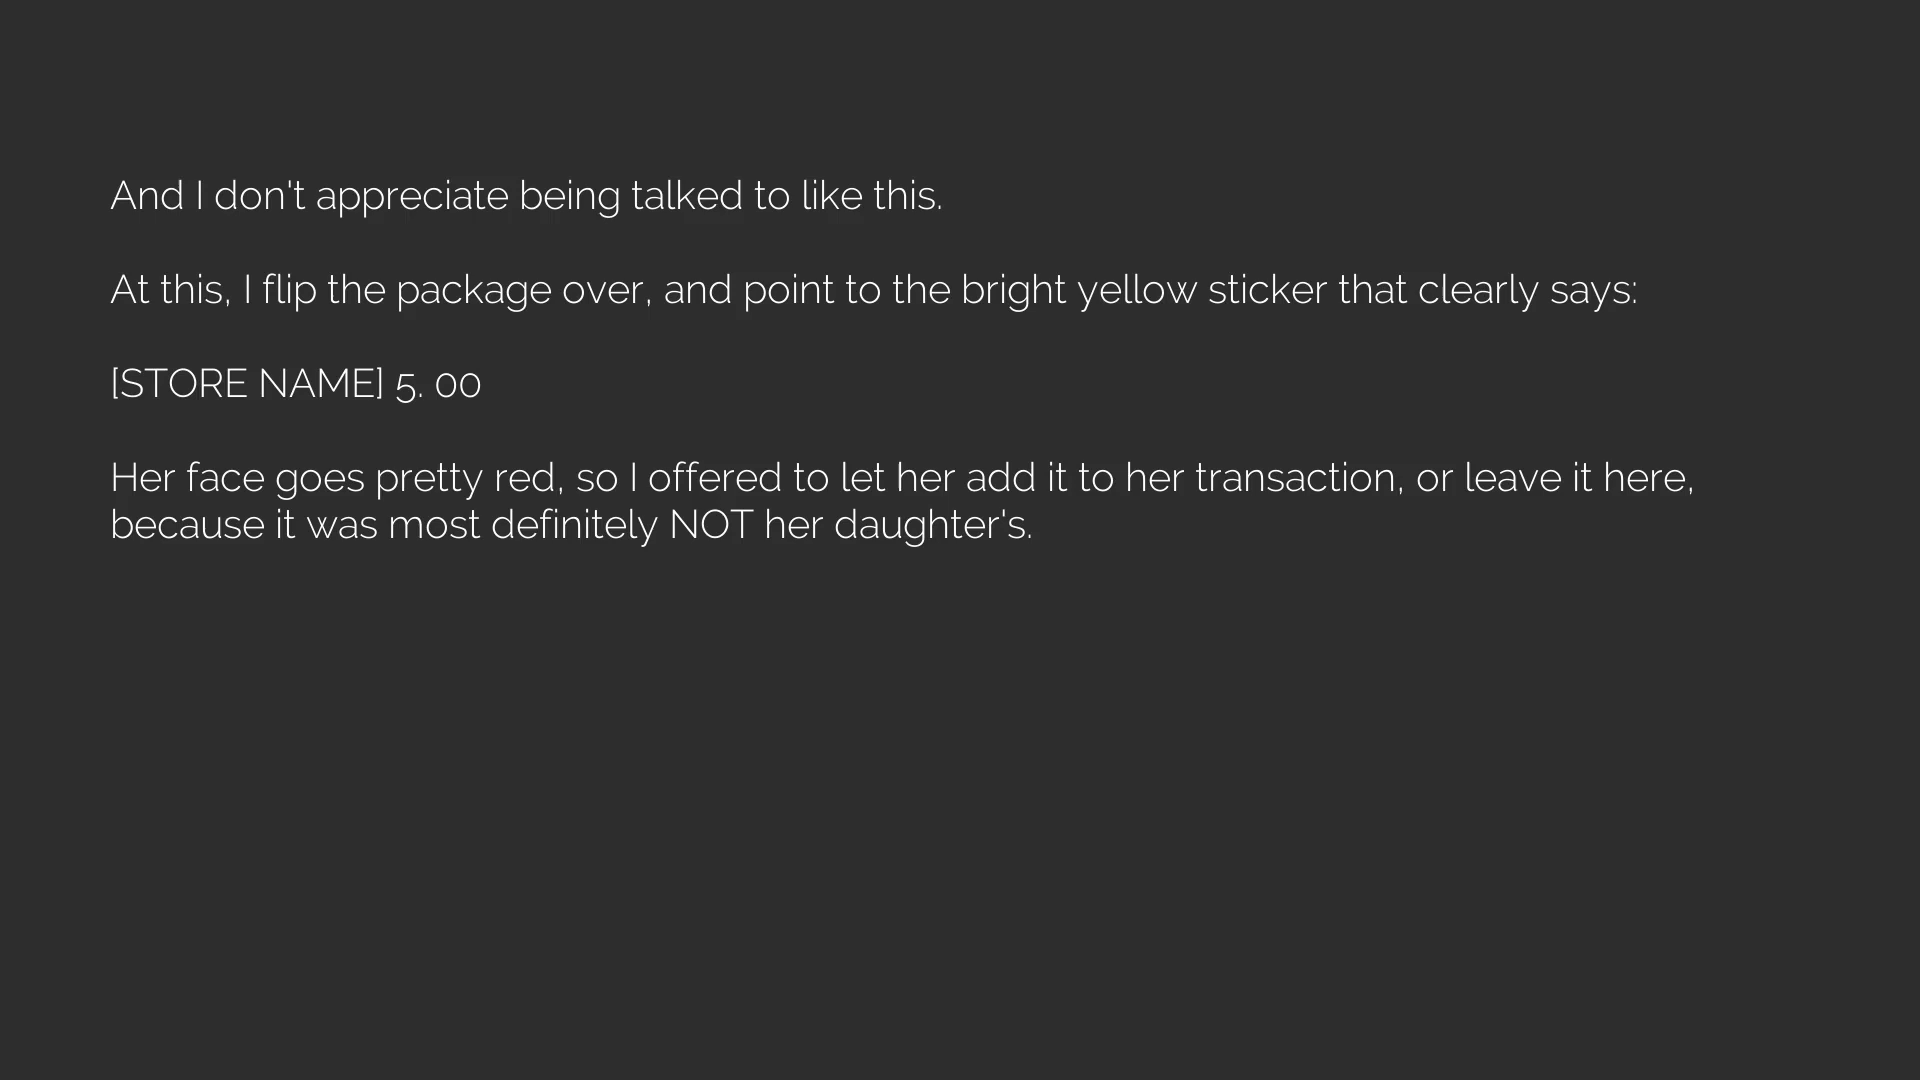 And I don't appreciate being talked to like this.
At this, I flip the package over, and point to the bright yellow sticker that clearly says:
[STORE NAME] 5. 00
Her face goes pretty red, so I offered to let her add it to her transaction, or leave it here,
because it was most definitely NOT her daughter's.